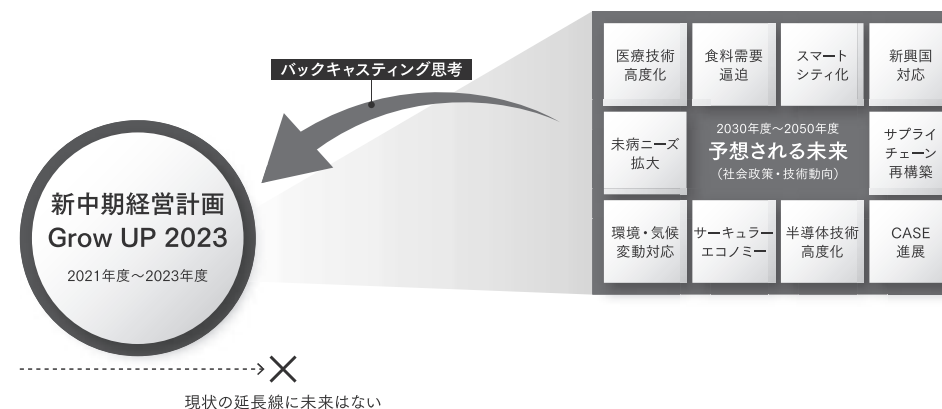 バックキャスティング思考
新中期経営計画
Grow UP 2023
2021年度～2023年度
現状の延長線に未来はない
医療技術
高度化
食料需要
逼迫
スマート
シティ化
新興国
対応
未病ニーズ
拡大
2030年度～2050年度
予想される未来
（社会政策・技術動向）
サプライ
チェーン
再構築
環境・気候
変動対応
サーキュラー
エコノミー
半導体技術
高度化
CASE
進展